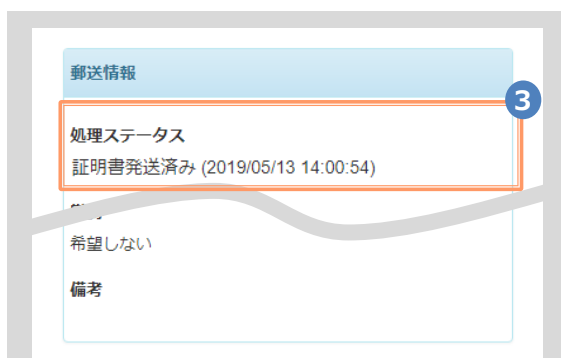 郵送情報
3
処理ステータス
証明書発送済み (2019/05/13 14:00:54)
希望しない
備考